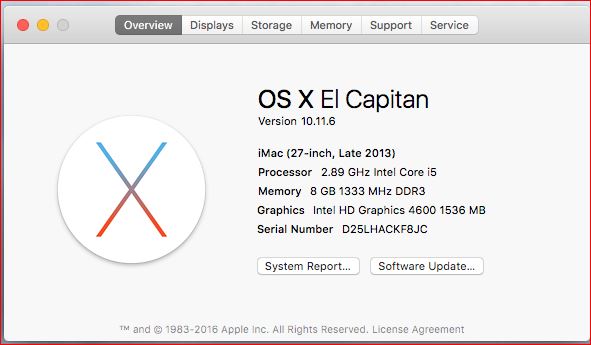 Overview Displays Storage Memory Support Service
OS X El Capitan
Version 10.11.6
iMac (27-inch, Late 2013)
Processor 2.89 GHz Intel Core i5
Memory 8 GB 1333 MHz DDR3
Graphics Intel HD Graphics 4600 1536 MB
Serial Number D25LHACKF8JC
System Report... Software Update...
™ and © 1983-2016 Apple Inc. All Rights Reserved. License Agreement